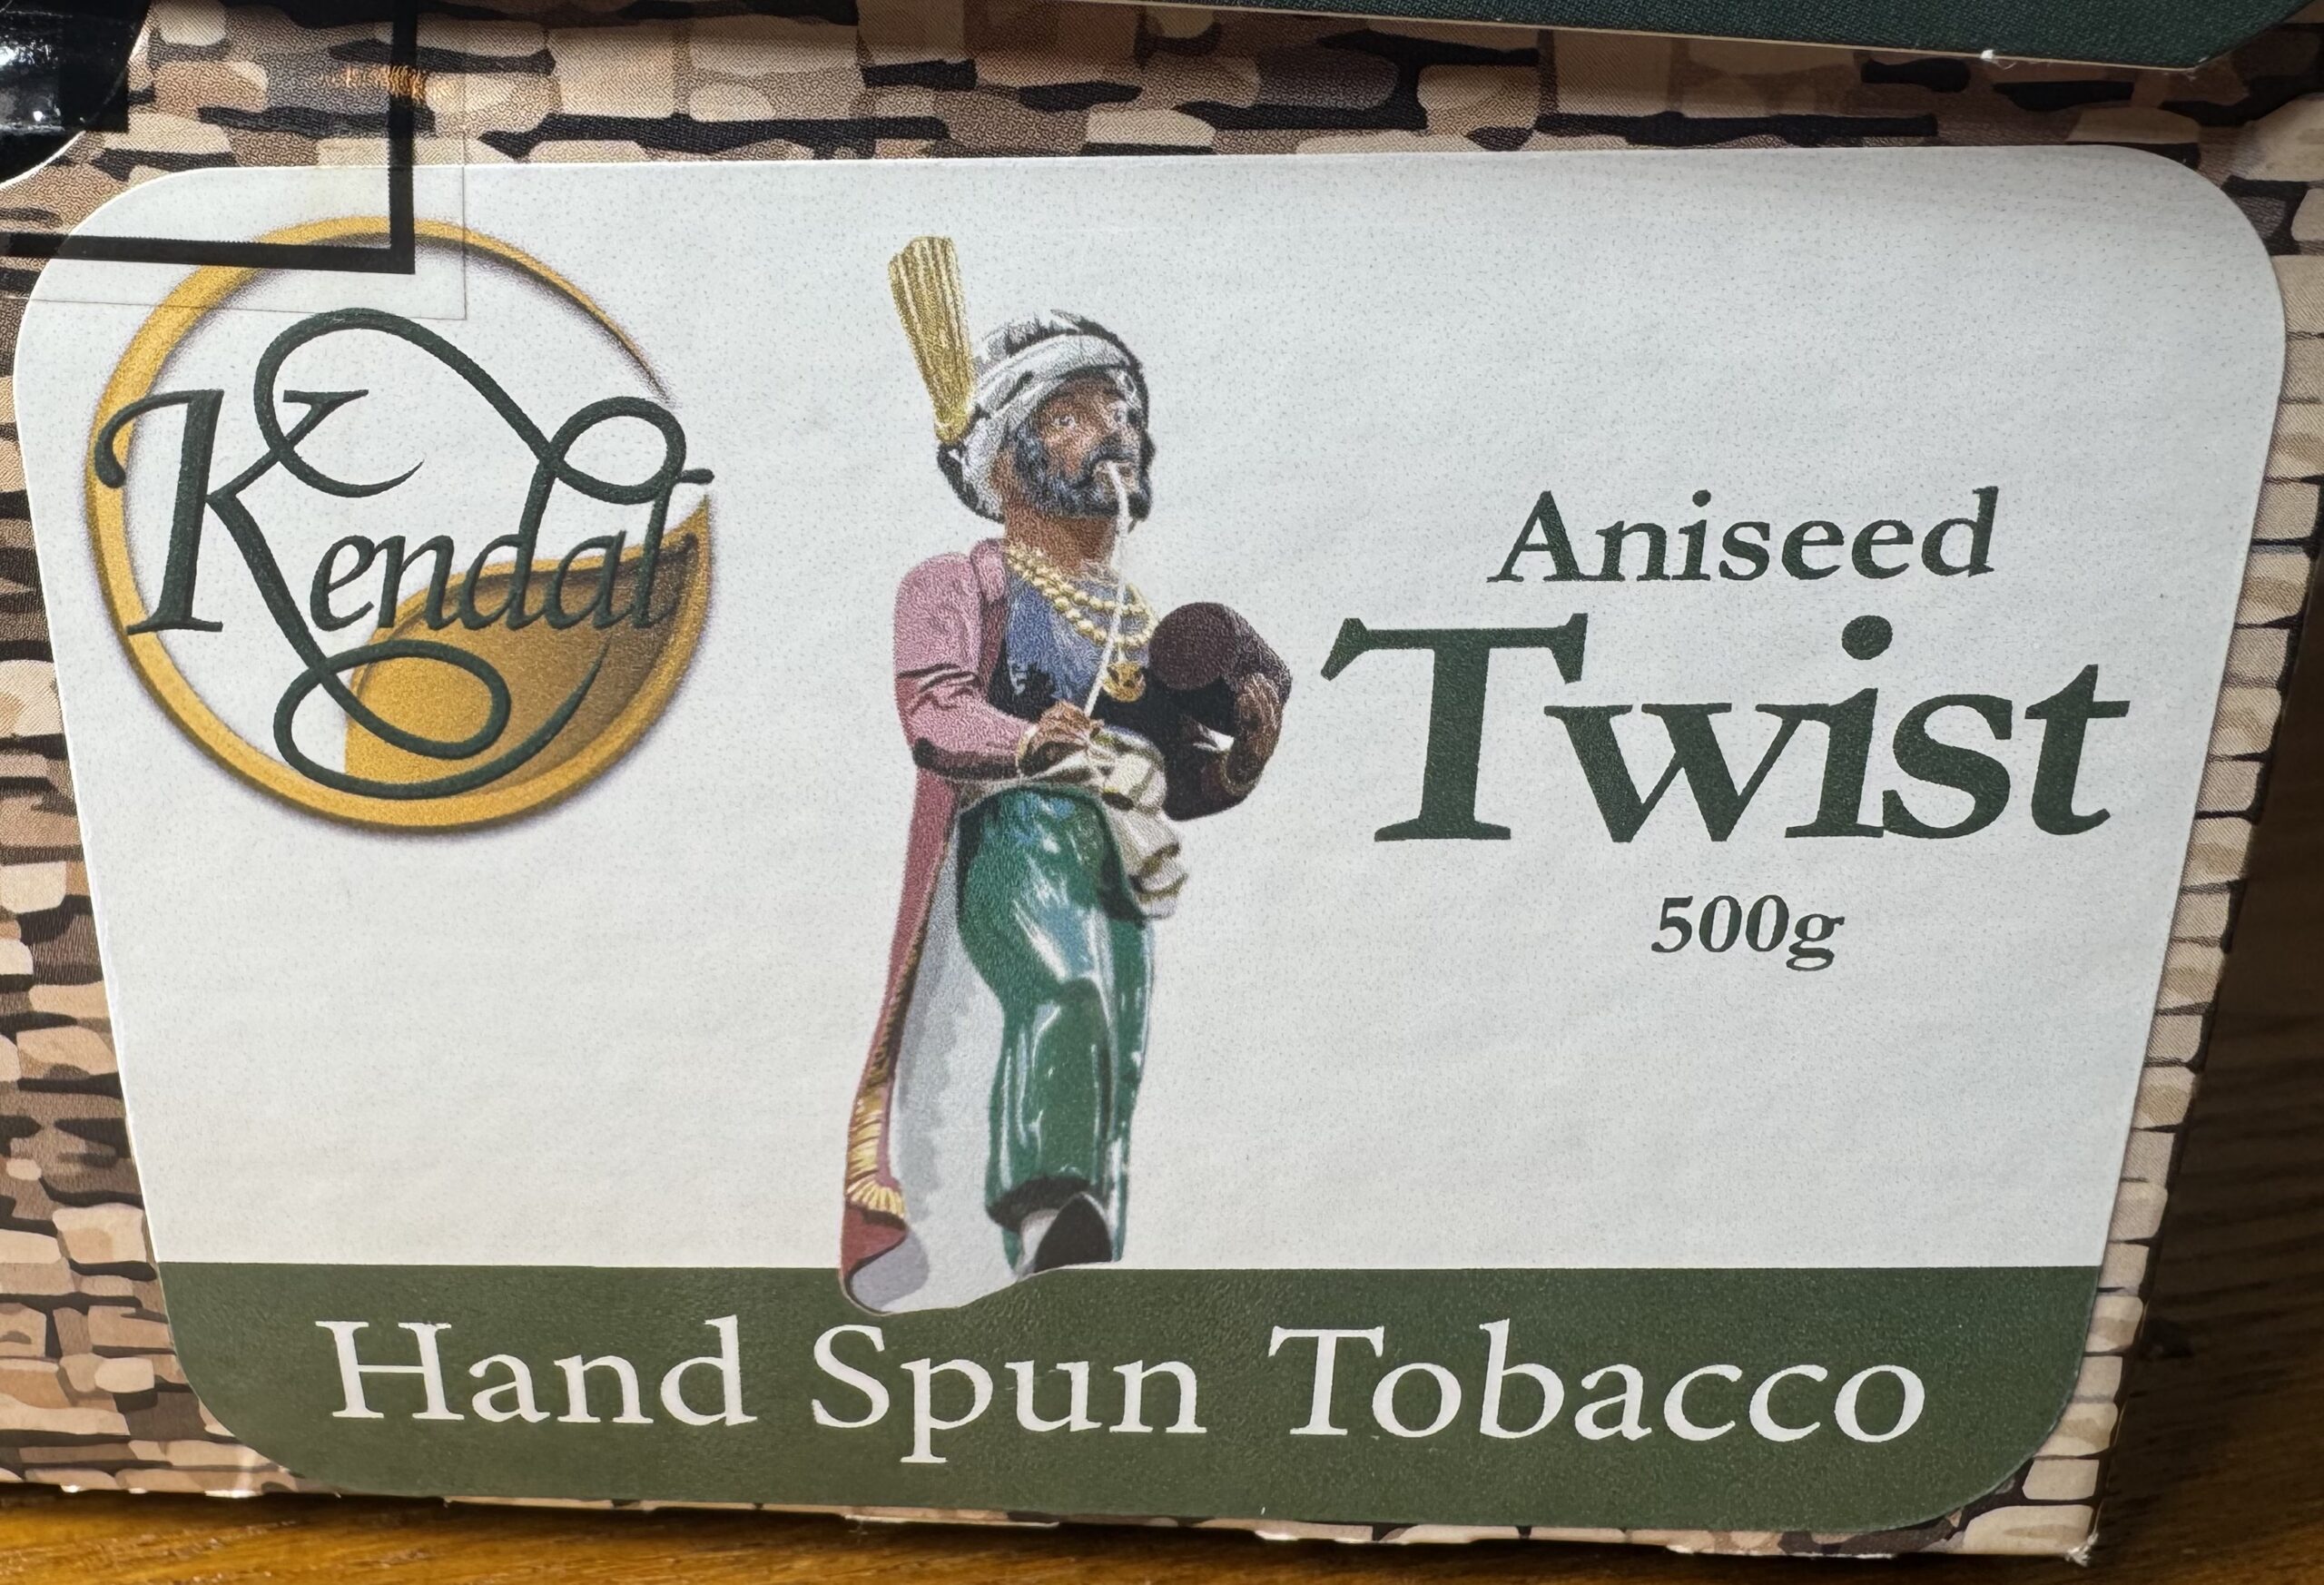 Kendal
Aniseed
Twist
500g
Hand Spun Tobacco